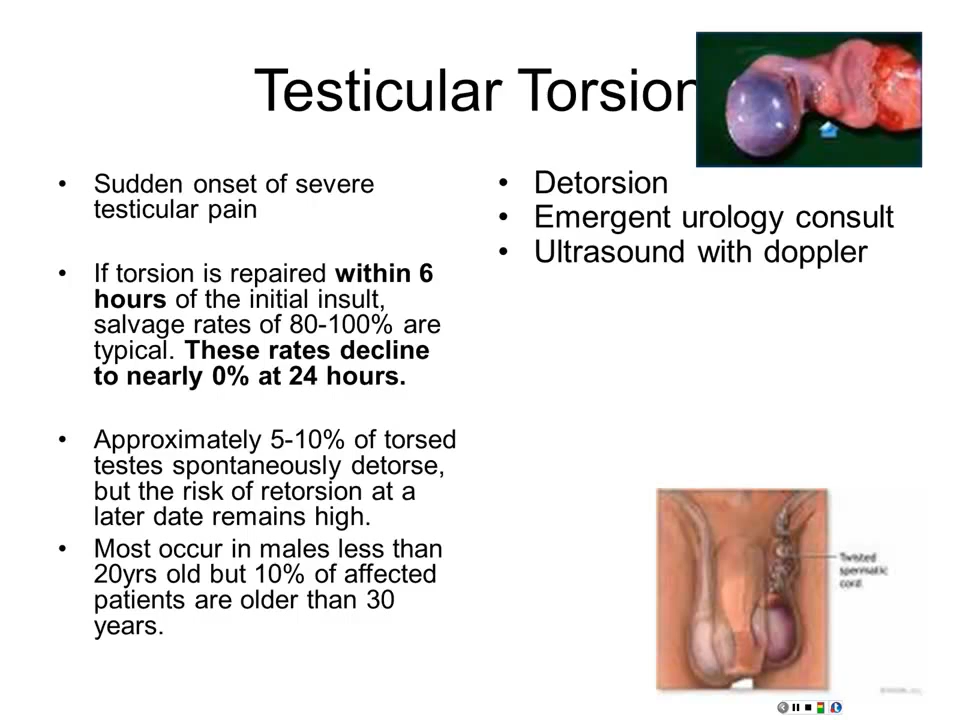 Testicular Torsion
• Sudden onset of severe
testicular pain
• If torsion is repaired within 6
hours of the initial insult,
salvage rates of 80-100% are
typical. These rates decline
to nearly 0% at 24 hours.
• Approximately 5-10% of torsed
testes spontaneously detorse,
but the risk of retorsion at a
later date remains high.
• Most occur in males less than
20yrs old but 10% of affected
patients are older than 30
years.
• Detorsion
• Emergent urology consult
• Ultrasound with doppler
Twisted
spermatic
cord